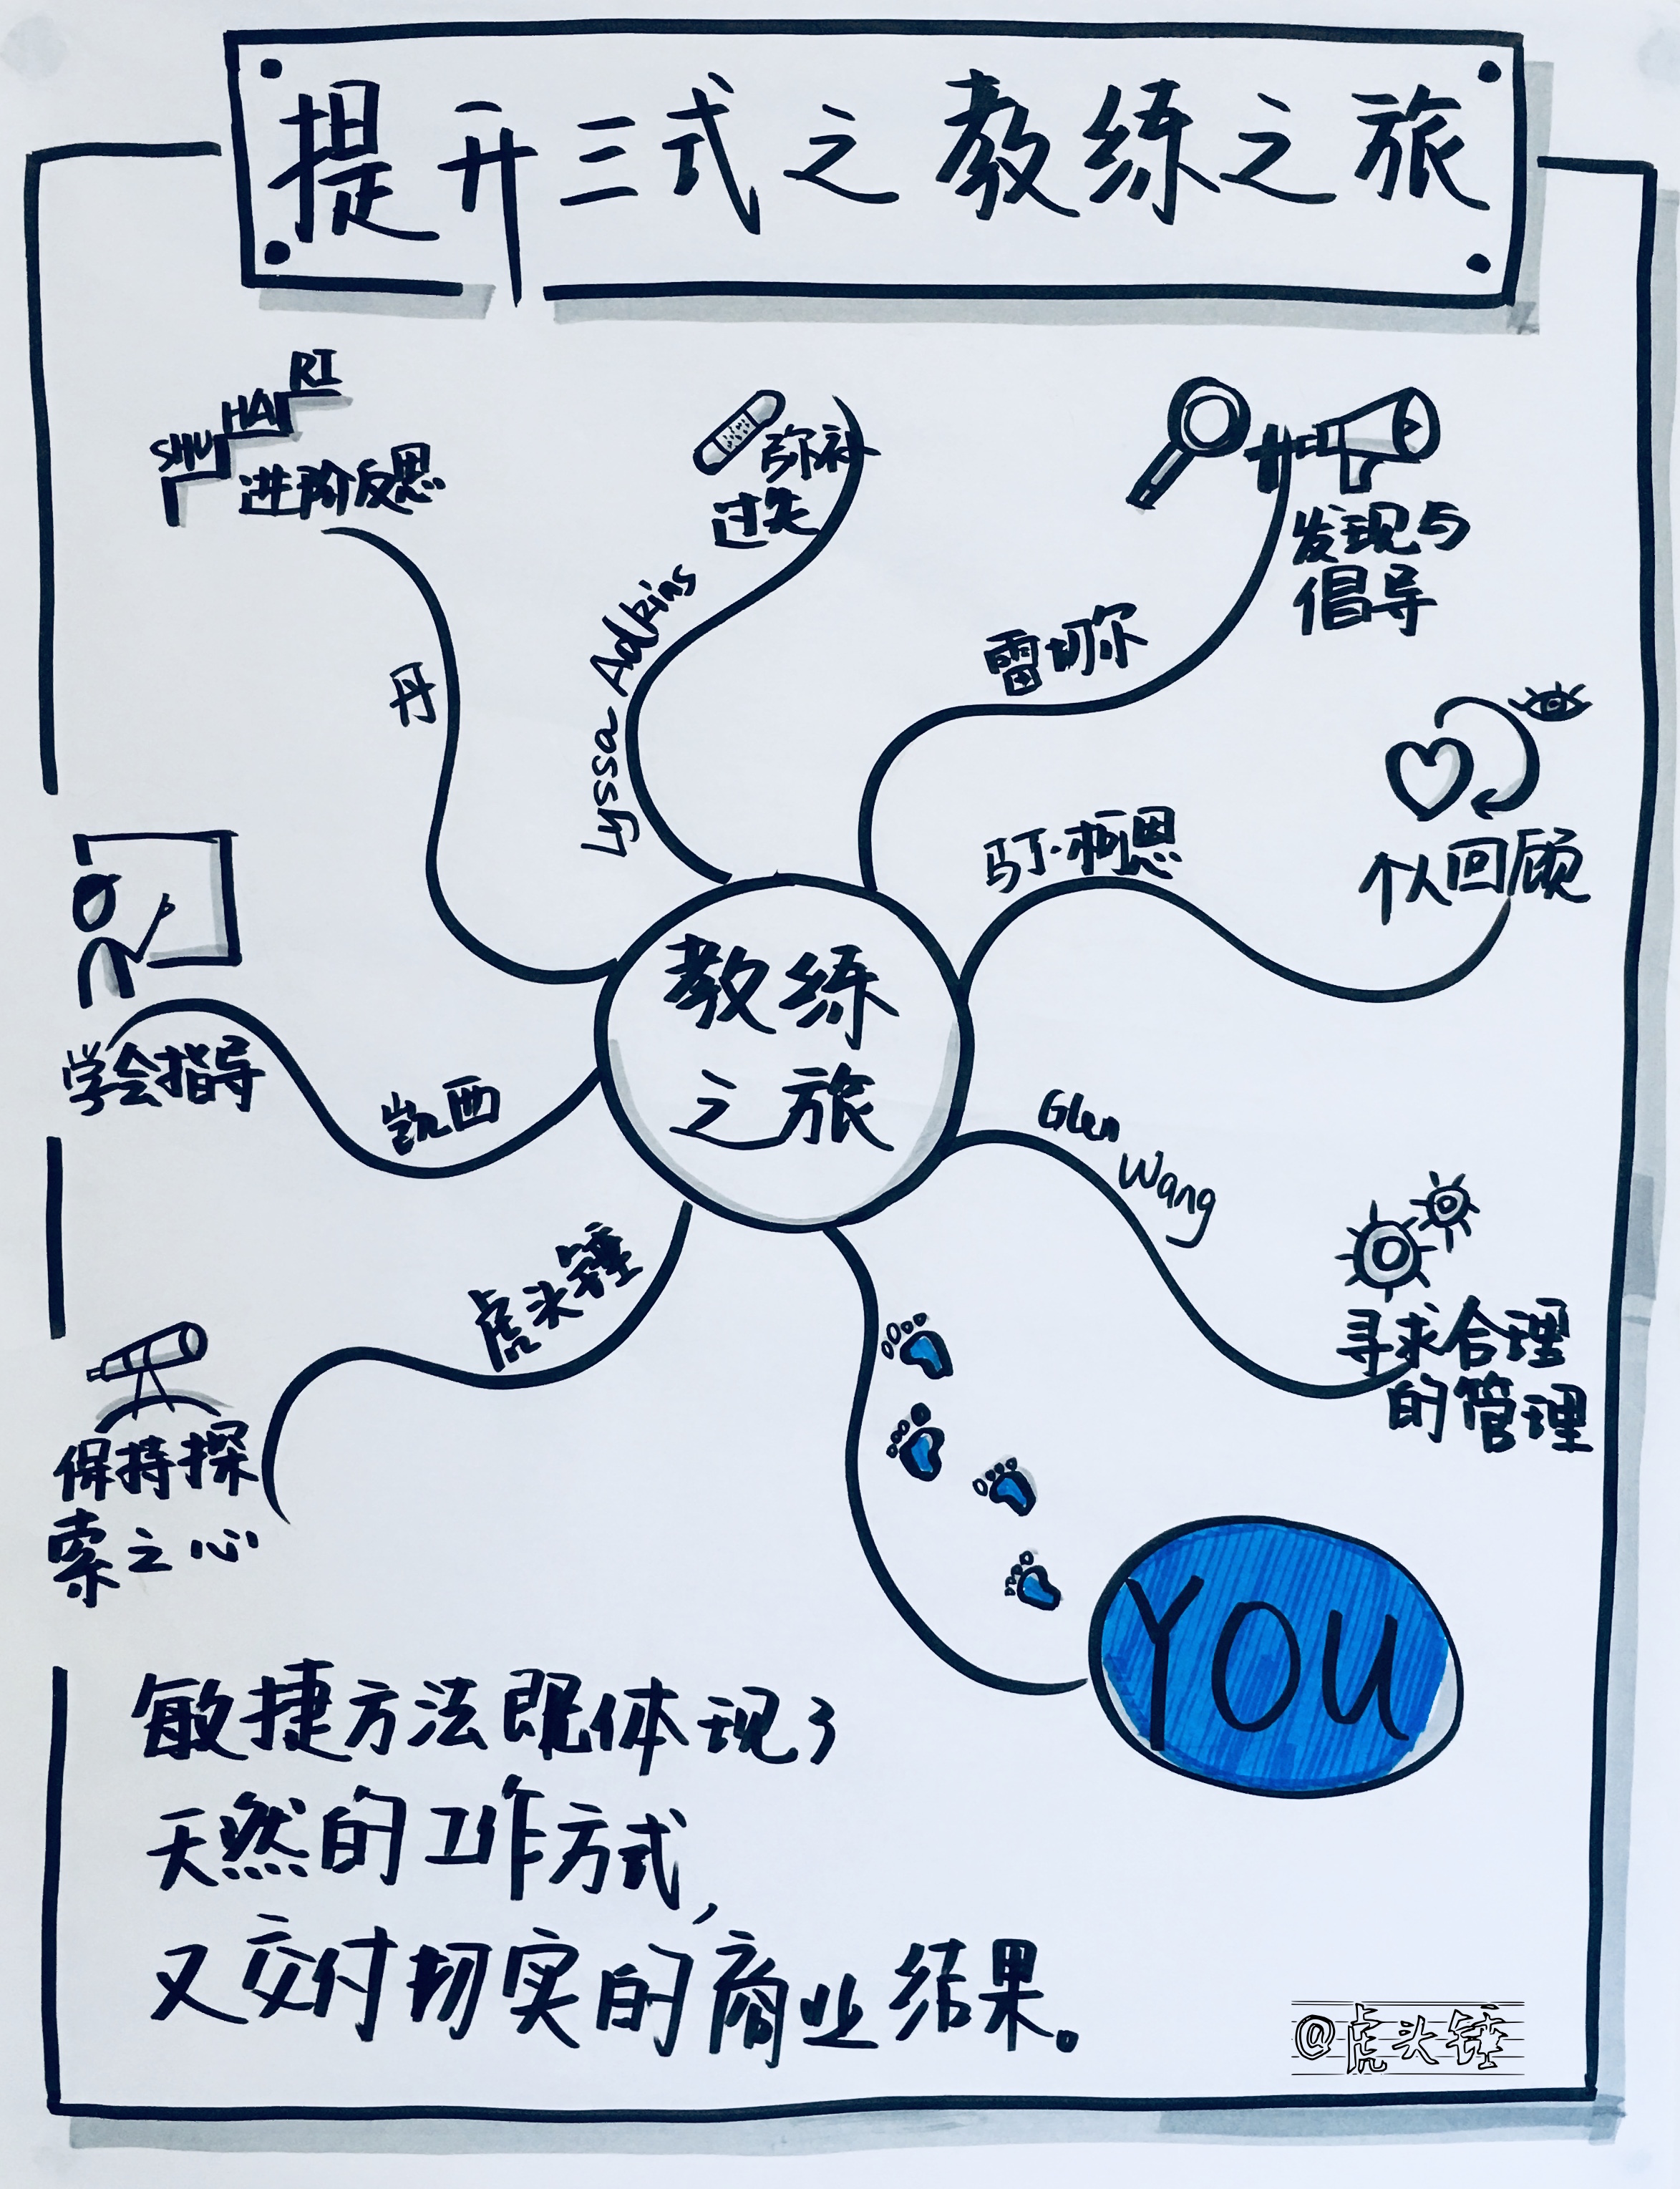 提升三式之教练之旅
SHU
HA
RI
进阶反思
丹
弥补
过失
Lyssa Adkins
发现与
倡导
雷切尔
个人回顾
马丁·柯恩
教练
之旅
学会指导
凯西
Glen
Wang
寻求合理
的管理
虎头锤
保持探
索之心
YOU
敏捷方法既体现了
天然的工作方式，
又交付扨实的商业结果。
@虎头锤